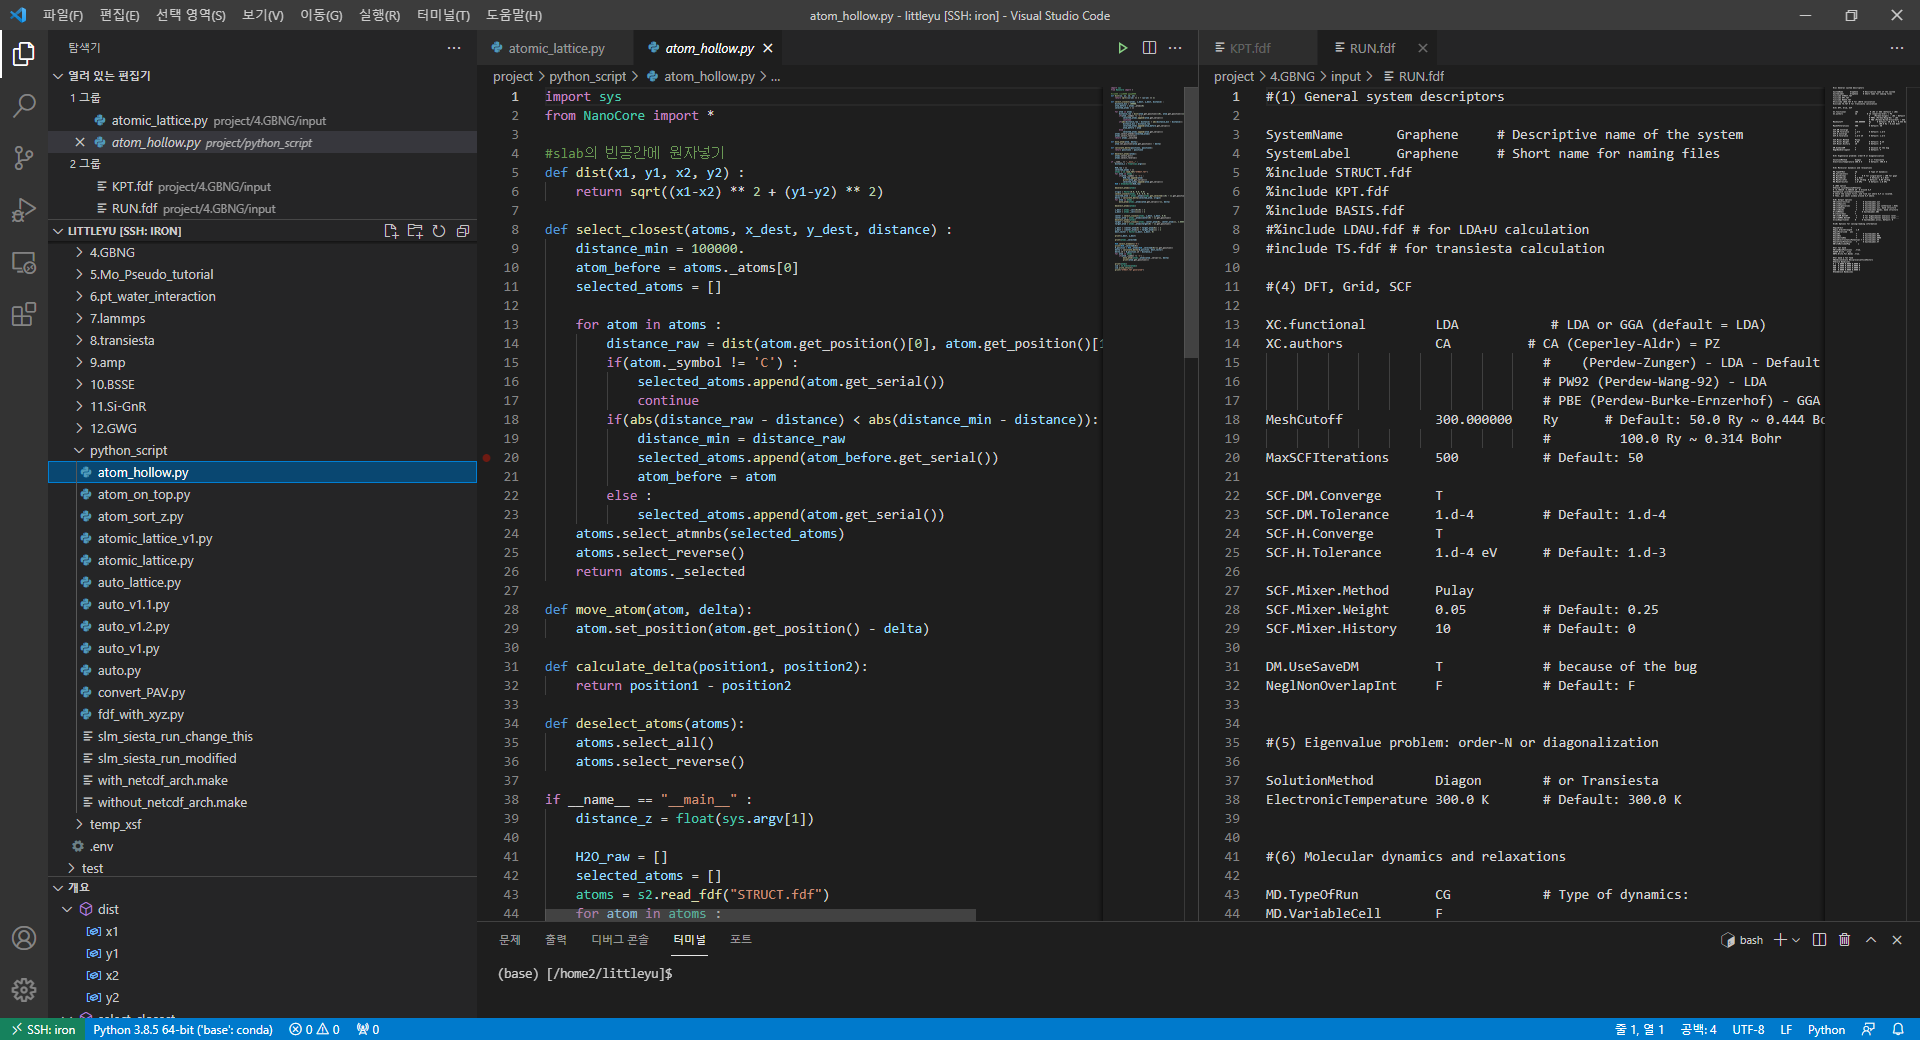 파일(F) 편집(E) 선택 영역(S) 보기(V) 이동(G) 실행(R) 터미널(T) 도움말(H)
atom_hollow.py - littleyu [SSH: iron] - Visual Studio Code
탐색기
열려 있는 편집기
1 그룹
atomic_lattice.py project/4.GBNG/input
atom_hollow.py project/python_script
2 그룹
KPT.fdf project/4.GBNG/input
RUN.fdf project/4.GBNG/input
LITTLEYU [SSH: IRON]
4.GBNG
5.Mo_Pseudo_tutorial
6.pt_water_interaction
7.lammps
8.transiesta
9.amp
10.BSSE
11.Si-GnR
12.GWG
python_script
atom_hollow.py
atom_on_top.py
atom_sort_z.py
atomic_lattice_v1.py
atomic_lattice.py
auto_lattice.py
auto_v1.1.py
auto_v1.2.py
auto_v1.py
auto.py
convert_PAV.py
fdf_with_xyz.py
slm_siesta_run_change_this
slm_siesta_run_modified
with_netcdf_arch.make
without_netcdf_arch.make
temp_xsf
.env
test
개요
dist
x1
y1
x2
y2
atomic_lattice.py
atom_hollow.py
project > python_script > atom_hollow.py > ...
1 import sys
2 from NanoCore import *
3
4 #slab의 빈공간에 원자넣기
5 def dist(x1, y1, x2, y2) :
6 return sqrt((x1-x2) ** 2 + (y1-y2) ** 2)
7
8 def select_closest(atoms, x_dest, y_dest, distance) :
9 distance_min = 100000.
10 atom_before = atoms._atoms[0]
11 selected_atoms = []
12
13 for atom in atoms :
14 distance_raw = dist(atom.get_position()[0], atom.get_position()[1
15 if(atom._symbol != 'C') :
16 selected_atoms.append(atom.get_serial())
17 continue
18 if(abs(distance_raw - distance) < abs(distance_min - distance)):
19 distance_min = distance_raw
20 selected_atoms.append(atom_before.get_serial())
21 atom_before = atom
22 else :
23 selected_atoms.append(atom.get_serial())
24 atoms.select_atmnbs(selected_atoms)
25 atoms.select_reverse()
26 return atoms._selected
27
28 def move_atom(atom, delta):
29 atom.set_position(atom.get_position() - delta)
30
31 def calculate_delta(position1, position2):
32 return position1 - position2
33
34 def deselect_atoms(atoms):
35 atoms.select_all()
36 atoms.select_reverse()
37
38 if __name__ == "__main__" :
39 distance_z = float(sys.argv[1])
40
41 H2O_raw = []
42 selected_atoms = []
43 atoms = s2.read_fdf("STRUCT.fdf")
44 for atom in atoms :
KPT.fdf
RUN.fdf
project > 4.GBNG > input > RUN.fdf
1 #(1) General system descriptors
2
3 SystemName Graphene # Descriptive name of the system
4 SystemLabel Graphene # Short name for naming files
5 %include STRUCT.fdf
6 %include KPT.fdf
7 %include BASIS.fdf
8 #%include LDAU.fdf # for LDA+U calculation
9 #include TS.fdf # for transiesta calculation
10
11 #(4) DFT, Grid, SCF
12
13 XC.functional LDA # LDA or GGA (default = LDA)
14 XC.authors CA # CA (Ceperley-Aldr) = PZ
15 # (Perdew-Zunger) - LDA - Default
16 # PW92 (Perdew-Wang-92) - LDA
17 # PBE (Perdew-Burke-Ernzerhof) - GGA
18 MeshCutoff 300.000000 Ry # Default: 50.0 Ry ~ 0.444 Bo
19 # 100.0 Ry ~ 0.314 Bohr
20 MaxSCFIterations 500 # Default: 50
21
22 SCF.DM.Converge T
23 SCF.DM.Tolerance 1.d-4 # Default: 1.d-4
24 SCF.H.Converge T
25 SCF.H.Tolerance 1.d-4 eV # Default: 1.d-3
26
27 SCF.Mixer.Method Pulay
28 SCF.Mixer.Weight 0.05 # Default: 0.25
29 SCF.Mixer.History 10 # Default: 0
30
31 DM.UseSaveDM T # because of the bug
32 NeglNonOverlapInt F # Default: F
33
34
35 #(5) Eigenvalue problem: order-N or diagonalization
36
37 SolutionMethod Diagon # or Transiesta
38 ElectronicTemperature 300.0 K # Default: 300.0 K
39
40
41 #(6) Molecular dynamics and relaxations
42
43 MD.TypeOfRun CG # Type of dynamics:
44 MD.VariableCell F
문제 출력 디버그 콘솔 터미널 포트
bash
(base) [/home2/littleyu]$
SSH: iron Python 3.8.5 64-bit ('base': conda) 0 0 0
줄 1, 열 1 공백: 4 UTF-8 LF Python